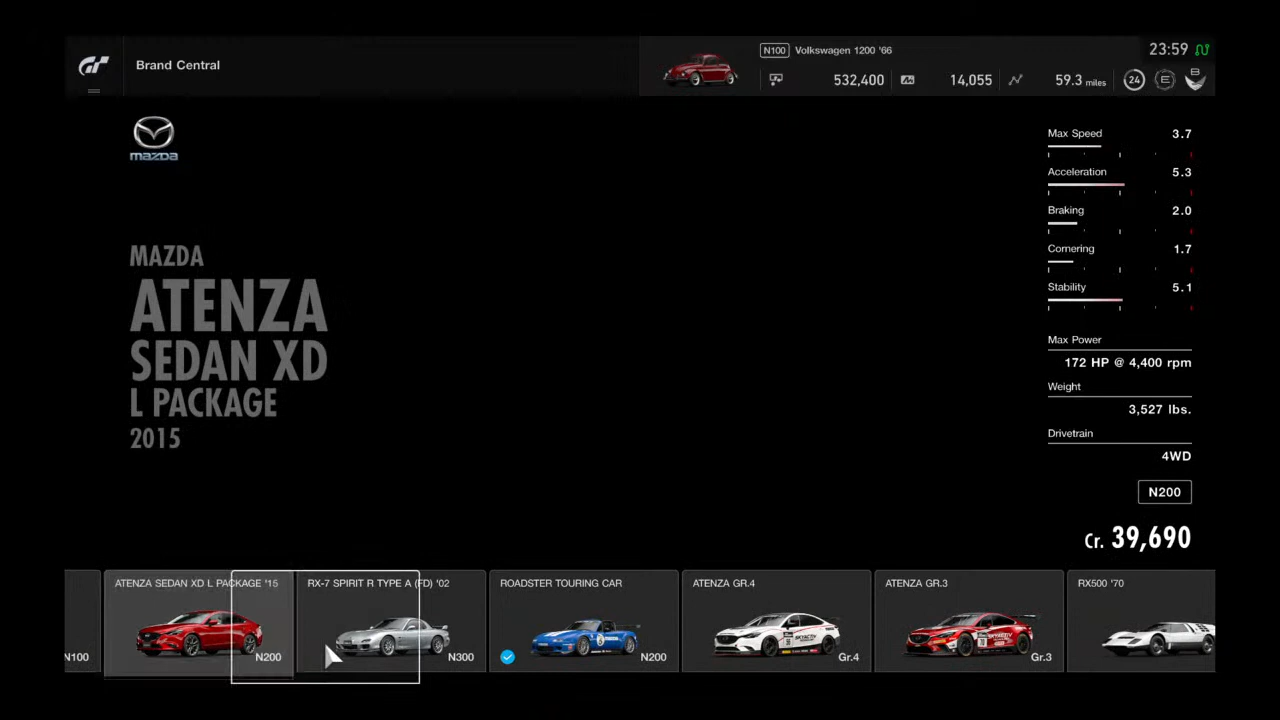 Brand Central
N100 Volkswagen 1200 '66
23:59
532,400
14,055
59.3 miles
24
E
B
mazda
MAZDA
ATENZA
SEDAN XD
L PACKAGE
2015
Max Speed 3.7
Acceleration 5.3
Braking 2.0
Cornering 1.7
Stability 5.1
Max Power
172 HP @ 4,400 rpm
Weight
3,527 lbs.
Drivetrain
4WD
N200
Cr. 39,690
N100
ATENZA SEDAN XD L PACKAGE '15
N200
RX-7 SPIRIT R TYPE A (FD) '02
N300
ROADSTER TOURING CAR
N200
ATENZA GR.4
Gr.4
ATENZA GR.3
Gr.3
RX500 '70